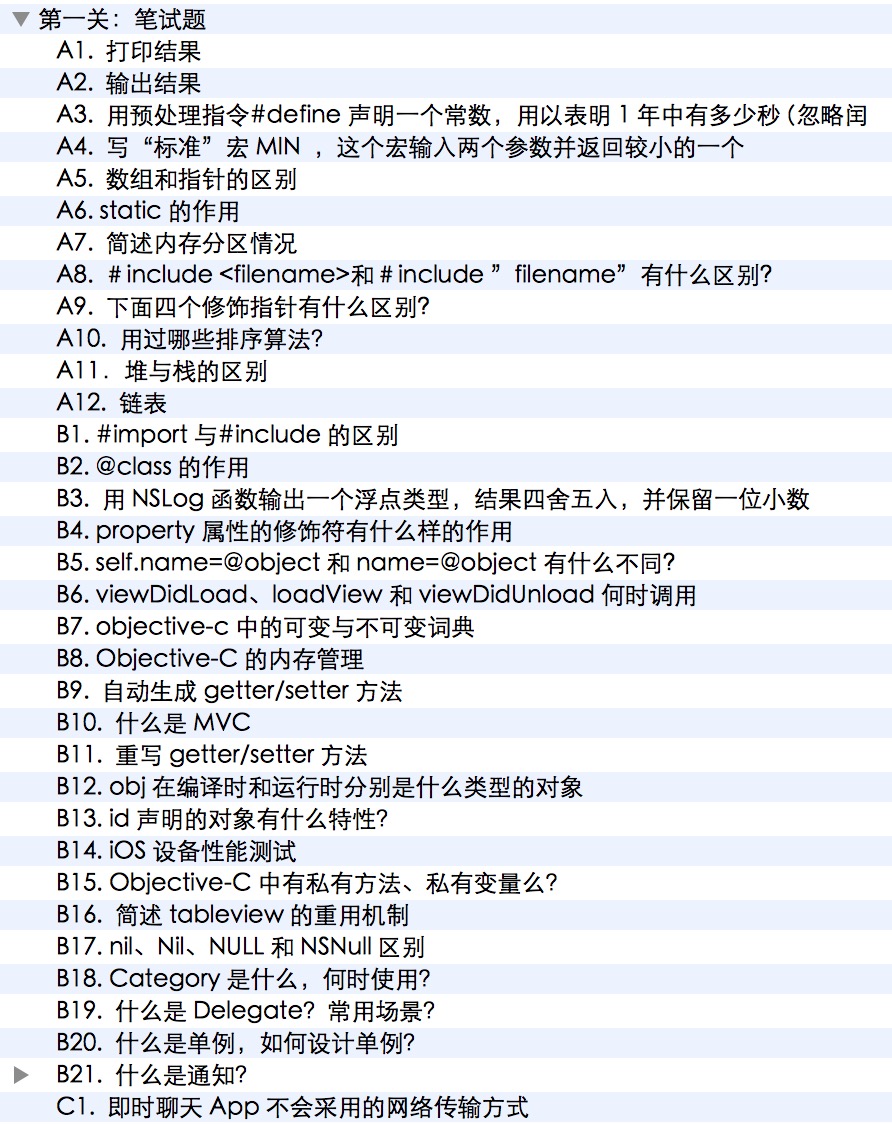 第一关：笔试题
A1. 打印结果
A2. 输出结果
A3. 用预处理指令#define 声明一个常数，用以表明 1 年中有多少秒（忽略闰
A4. 写“标准”宏 MIN ，这个宏输入两个参数并返回较小的一个
A5. 数组和指针的区别
A6. static 的作用
A7. 简述内存分区情况
A8. # include <filename>和 # include ”filename” 有什么区别?
A9. 下面四个修饰指针有什么区别?
A10. 用过哪些排序算法?
A11. 堆与栈的区别
A12. 链表
B1. #import 与#include 的区别
B2. @class 的作用
B3. 用 NSLog 函数输出一个浮点类型，结果四舍五入，并保留一位小数
B4. property 属性的修饰符有什么样的作用
B5. self.name=@object 和 name=@object 有什么不同?
B6. viewDidLoad、loadView 和 viewDidUnload 何时调用
B7. objective-c 中的可变与不可变词典
B8. Objective-C 的内存管理
B9. 自动生成 getter/setter 方法
B10. 什么是 MVC
B11. 重写 getter/setter 方法
B12. obj 在编译时和运行时分别是什么类型的对象
B13. id 声明的对象有什么特性?
B14. iOS 设备性能测试
B15. Objective-C 中有私有方法、私有变量么?
B16. 简述 tableview 的重用机制
B17. nil、Nil、NULL 和 NSNull 区别
B18. Category 是什么，何时使用?
B19. 什么是 Delegate? 常用场景?
B20. 什么是单例，如何设计单例?
B21. 什么是通知?
C1. 即时聊天 App 不会采用的网络传输方式